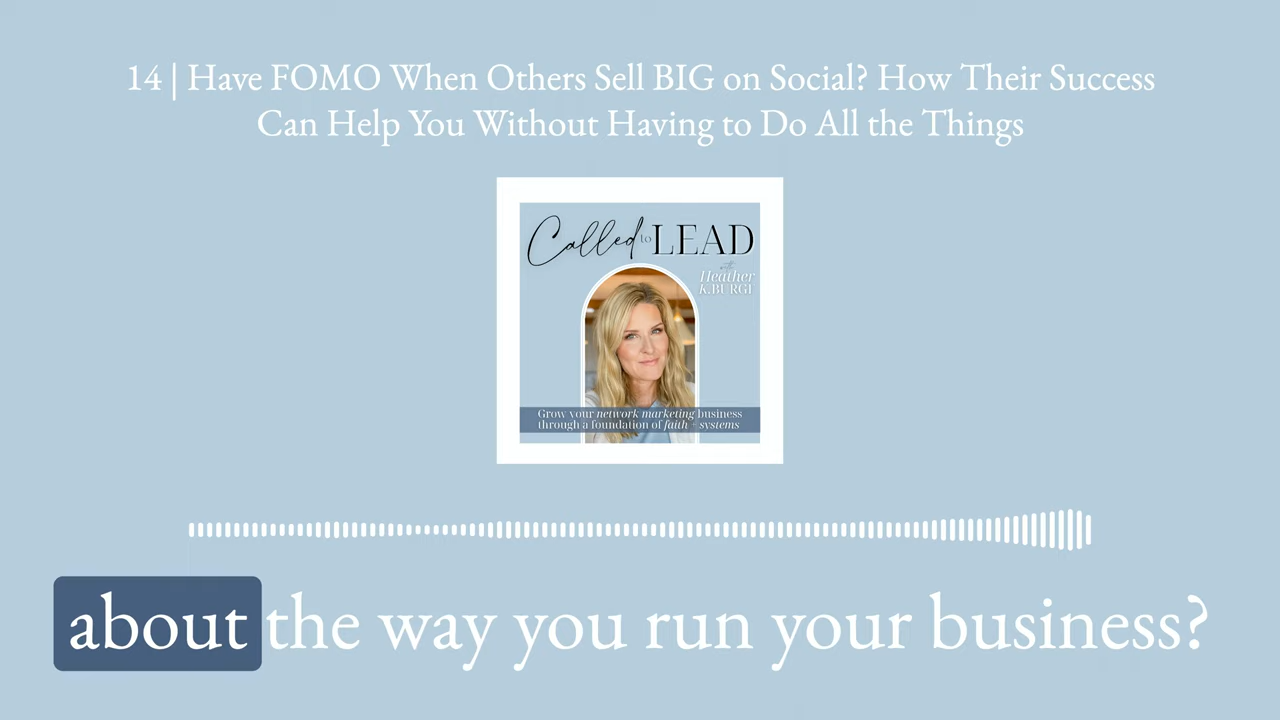 14 | Have FOMO When Others Sell BIG on Social? How Their Success
Can Help You Without Having to Do All the Things
Called to LEAD
with
Heather
K.BURGI
Grow your network marketing business
through a foundation of faith + systems
about the way you run your business?